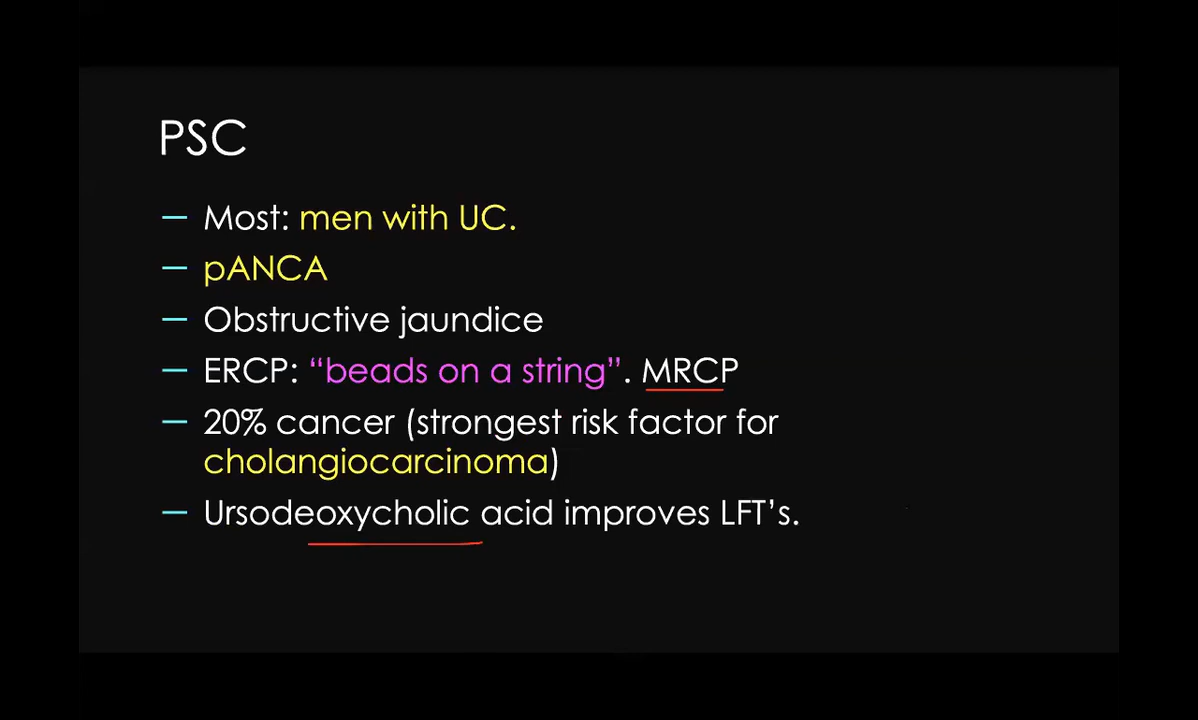 PSC
– Most: men with UC.
– pANCA
– Obstructive jaundice
– ERCP: “beads on a string”. MRCP
– 20% cancer (strongest risk factor for
cholangiocarcinoma)
– Ursodeoxycholic acid improves LFT’s.